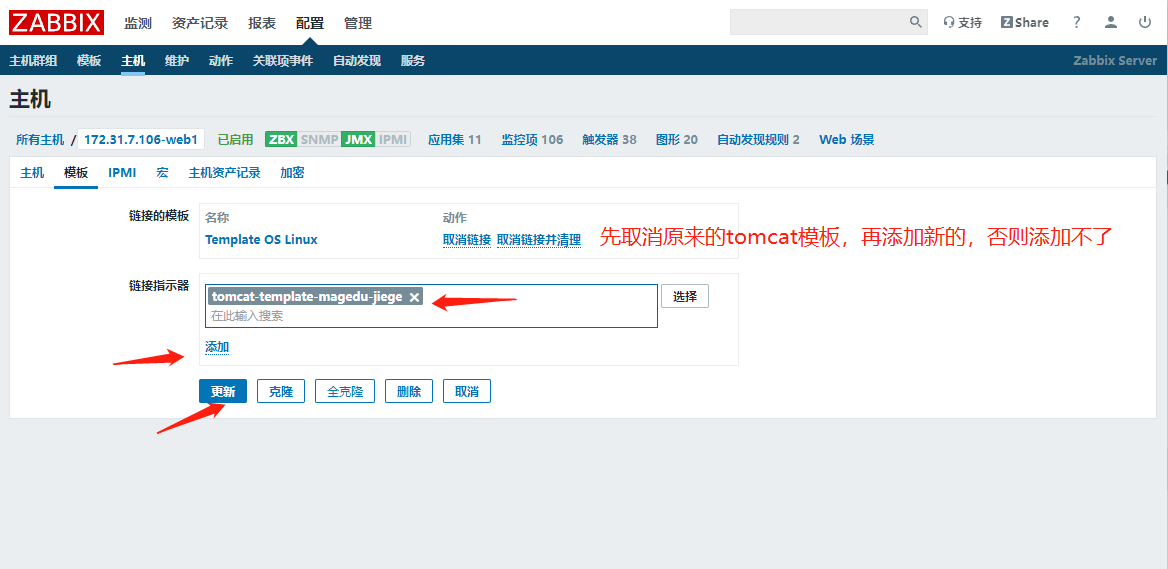 ZABBIX 监测 资产记录 报表 配置 管理 支持 Z Share ?
主机群组 模板 主机 维护 动作 关联项事件 自动发现 服务 Zabbix Server
主机
所有主机 / 172.31.7.106-web1 已启用 ZBX SNMP JMX IPMI 应用集 11 监控项 106 触发器 38 图形 20 自动发现规则 2 Web 场景
主机 模板 IPMI 宏 主机资产记录 加密
链接的模板 名称 动作
Template OS Linux 取消链接 取消链接并清理 先取消原来的tomcat模板，再添加新的，否则添加不了
链接指示器 tomcat-template-magedu-jiege 选择
在此输入搜索
添加
更新 克隆 全克隆 删除 取消